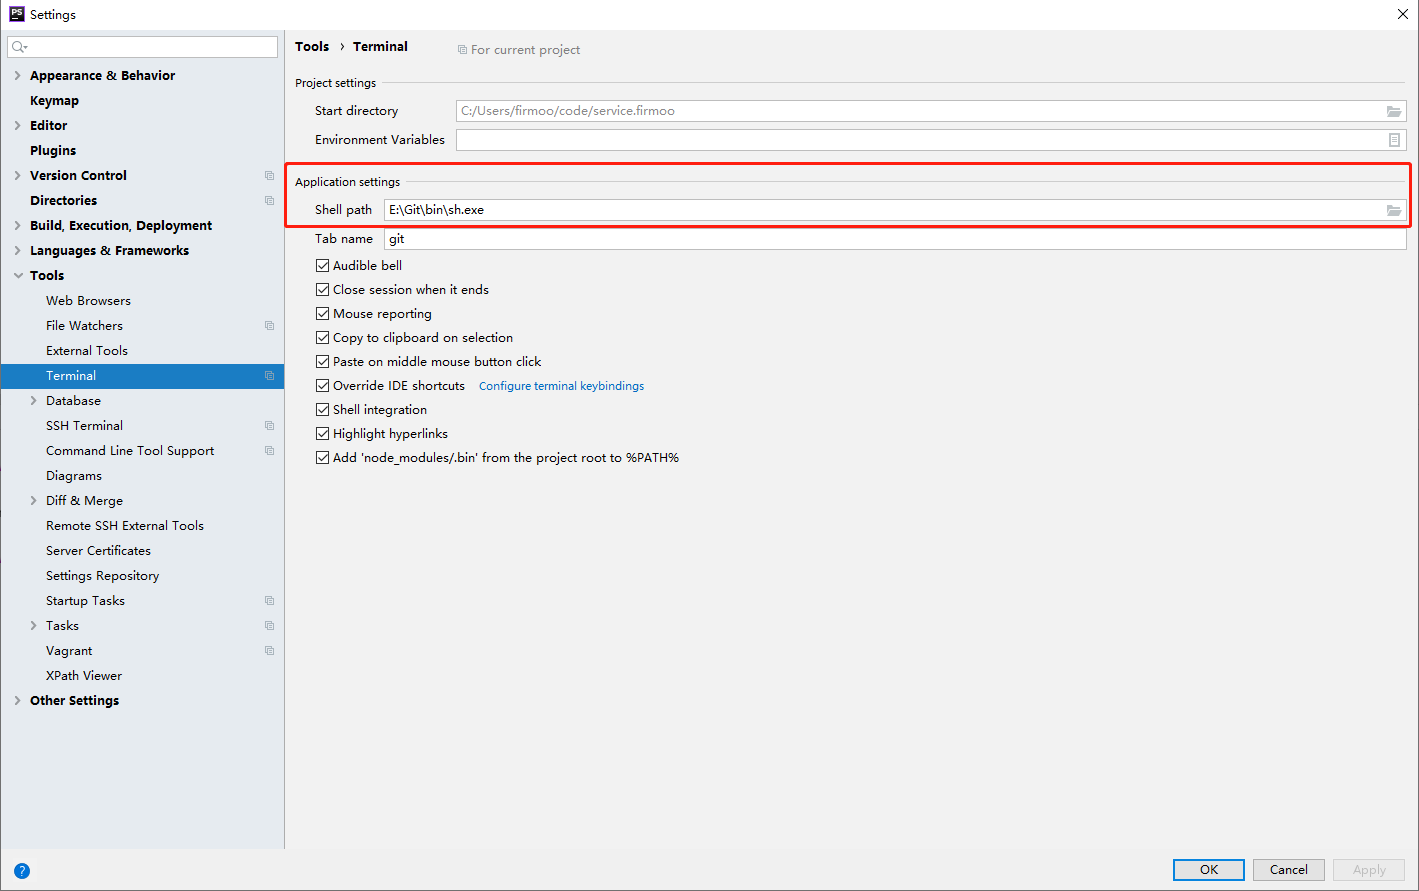 PS Settings
Appearance & Behavior
Keymap
Editor
Plugins
Version Control
Directories
Build, Execution, Deployment
Languages & Frameworks
Tools
Web Browsers
File Watchers
External Tools
Terminal
Database
SSH Terminal
Command Line Tool Support
Diagrams
Diff & Merge
Remote SSH External Tools
Server Certificates
Settings Repository
Startup Tasks
Tasks
Vagrant
XPath Viewer
Other Settings
Tools › Terminal For current project
Project settings
Start directory C:/Users/firmoo/code/service.firmoo
Environment Variables
Application settings
Shell path E:\Git\bin\sh.exe
Tab name git
Audible bell
Close session when it ends
Mouse reporting
Copy to clipboard on selection
Paste on middle mouse button click
Override IDE shortcuts Configure terminal keybindings
Shell integration
Highlight hyperlinks
Add 'node_modules/.bin' from the project root to %PATH%
? OK Cancel Apply